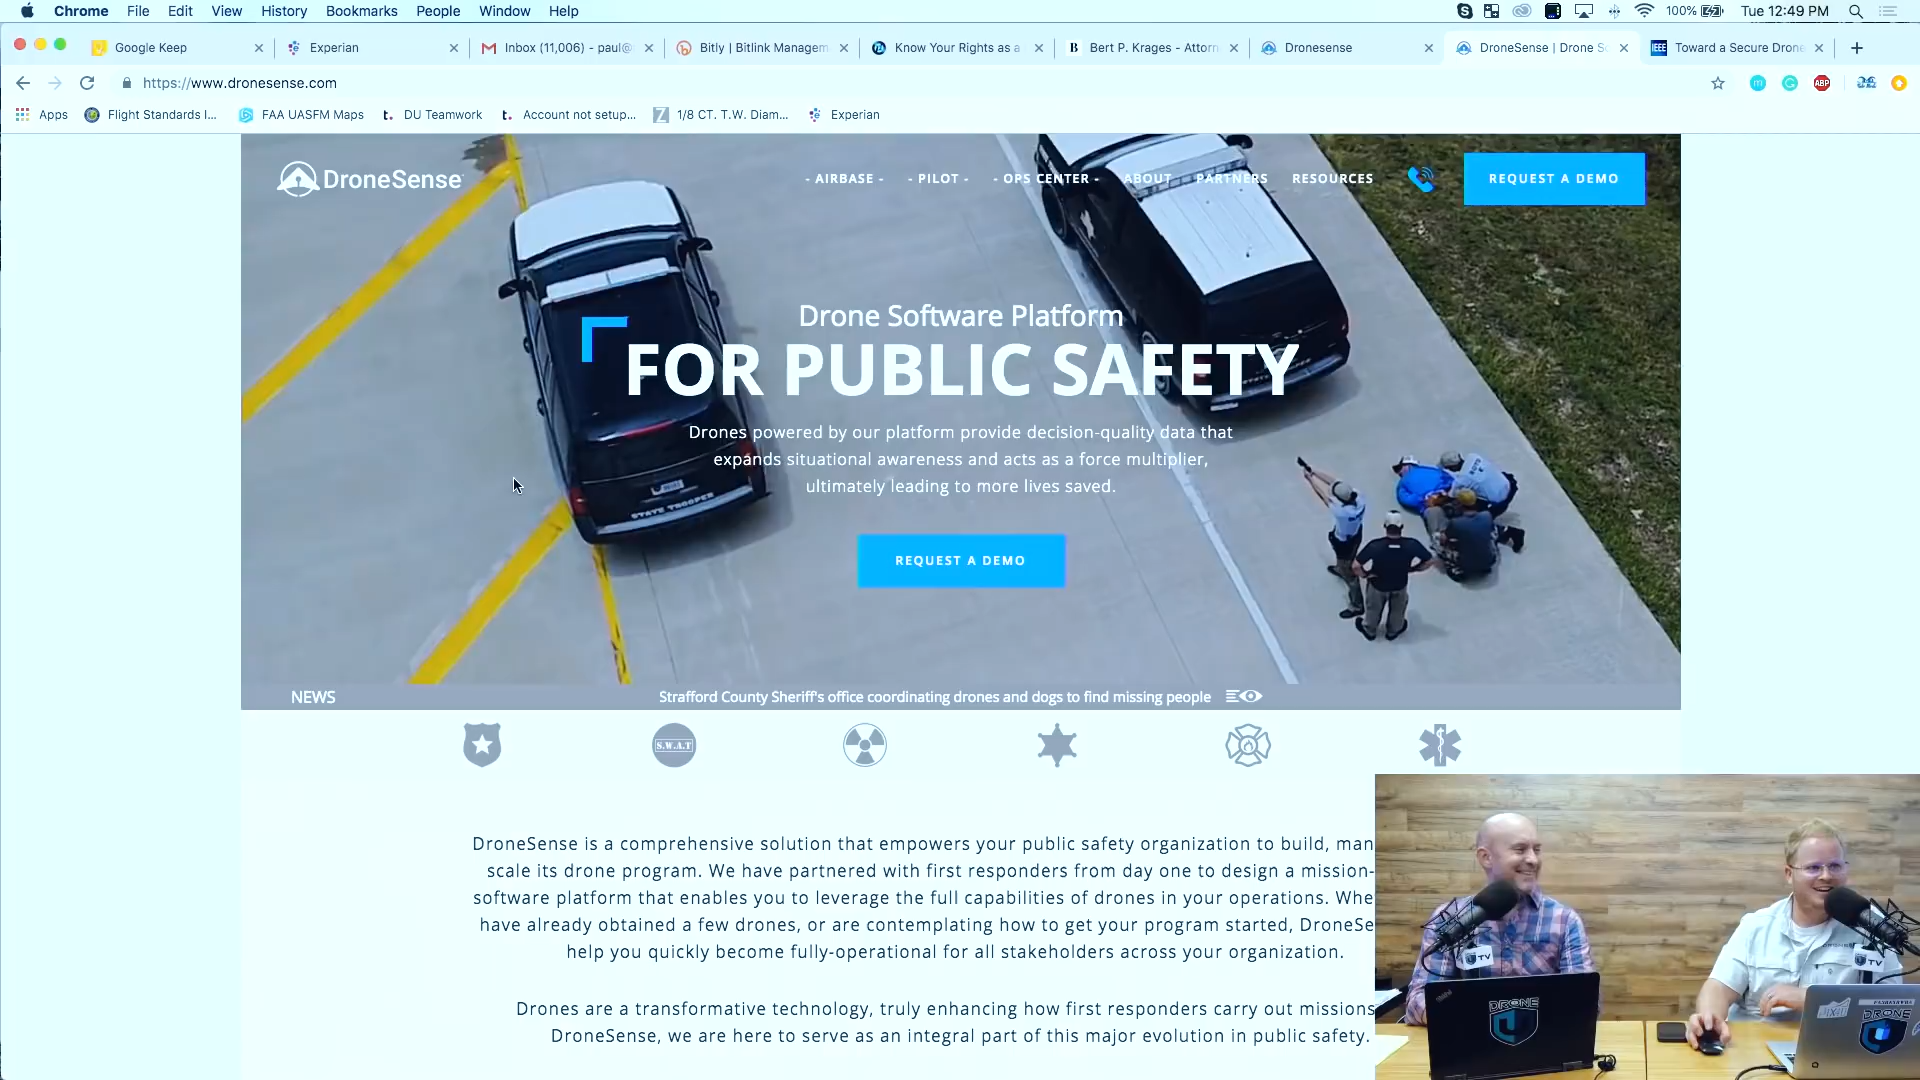 Chrome File Edit View History Bookmarks People Window Help
100% Tue 12:49 PM
Google Keep
Experian
Inbox (11,006) - paul@
Bitly | Bitlink Managem
Know Your Rights as a
Bert P. Krages - Attorn
Dronesense
DroneSense | Drone S
Toward a Secure Drone
https://www.dronesense.com
ABP
Apps
Flight Standards I...
FAA UASFM Maps
DU Teamwork
Account not setup...
1/8 CT. T.W. Diam...
Experian
DroneSense
- AIRBASE -
- PILOT -
- OPS CENTER -
ABOUT
PARTNERS
RESOURCES
REQUEST A DEMO
Drone Software Platform
FOR PUBLIC SAFETY
Drones powered by our platform provide decision-quality data that
expands situational awareness and acts as a force multiplier,
ultimately leading to more lives saved.
STATE TROOPER
REQUEST A DEMO
NEWS
Strafford County Sheriff's office coordinating drones and dogs to find missing people
S.W.A.T
DroneSense is a comprehensive solution that empowers your public safety organization to build, man
scale its drone program. We have partnered with first responders from day one to design a mission-
software platform that enables you to leverage the full capabilities of drones in your operations. Whe
have already obtained a few drones, or are contemplating how to get your program started, DroneSe
help you quickly become fully-operational for all stakeholders across your organization.
Drones are a transformative technology, truly enhancing how first responders carry out missions
DroneSense, we are here to serve as an integral part of this major evolution in public safety.
TV
TV
DRONE
DRONE